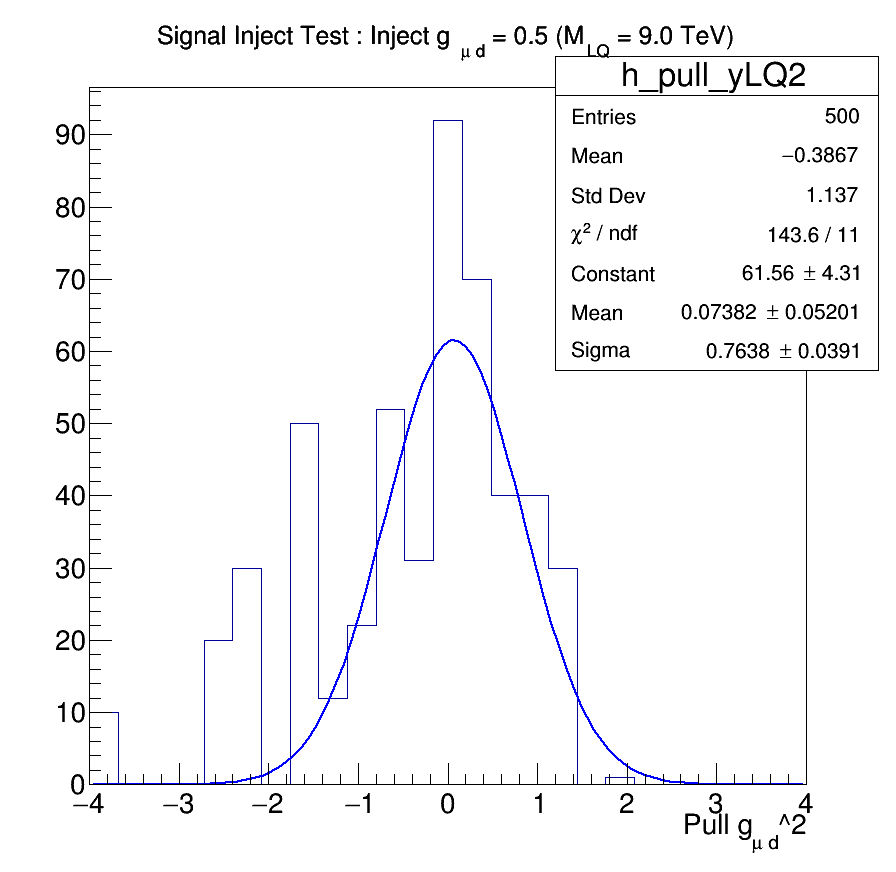 Signal Inject Test : Inject g μ d = 0.5 (M LQ = 9.0 TeV)
h_pull_yLQ2
Entries 500
Mean −0.3867
Std Dev 1.137
χ² / ndf 143.6 / 11
Constant 61.56 ± 4.31
Mean 0.07382 ± 0.05201
Sigma 0.7638 ± 0.0391
90
80
70
60
50
40
30
20
10
0
−4 −3 −2 −1 0 1 2 3 4
Pull g μ d^2